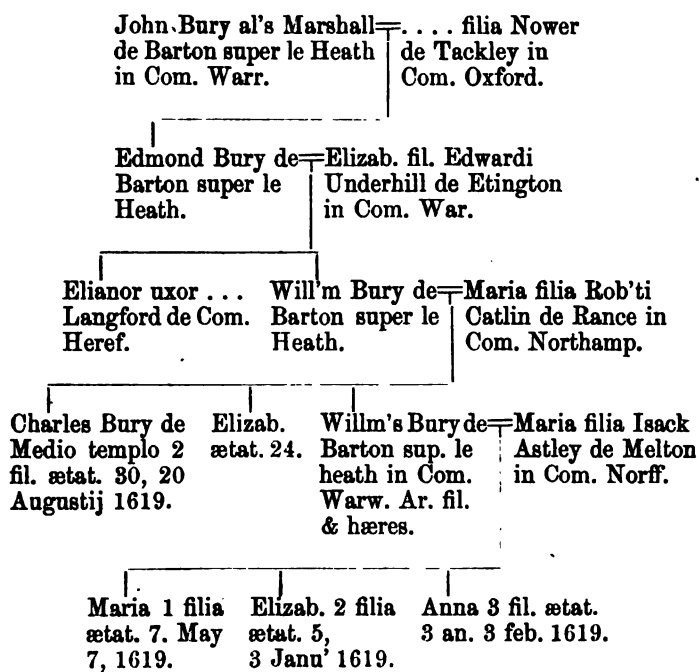 John Bury al's Marshall=. . . . filia Nower
de Barton super le Heath de Tackley in
in Com. Warr. Com. Oxford.
Edmond Bury de=Elizab. fil. Edwardi
Barton super le Underhill de Etington
Heath. in Com. War.
Elianor uxor . . . Will'm Bury de=Maria filia Rob'ti
Langford de Com. Barton super le Catlin de Rance in
Heref. Heath. Com. Northamp.
Charles Bury de Elizab. Willm's Bury de=Maria filia Isack
Medio templo 2 ætat. 24. Barton sup. le Astley de Melton
fil. ætat. 30, 20 heath in Com. in Com. Norff.
Augustij 1619. Warw. Ar. fil.
& hæres.
Maria 1 filia Elizab. 2 filia Anna 3 fil. ætat.
ætat. 7. May ætat. 5, 3 an. 3 feb. 1619.
7, 1619. 3 Janu' 1619.